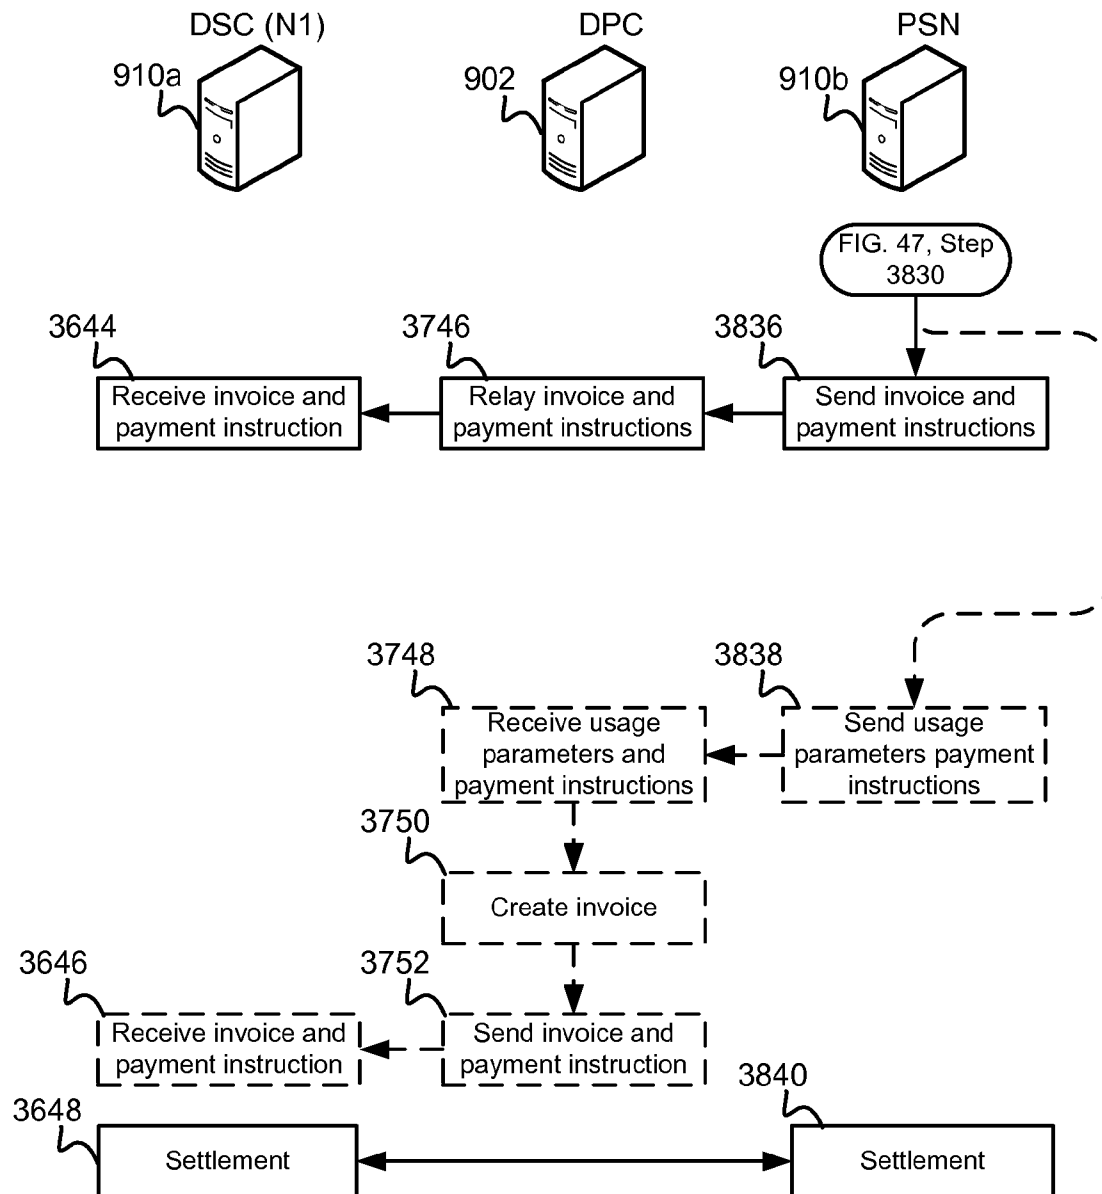 DSC (N1)
DPC
PSN
910a
902
910b
FIG. 47, Step
3830
3644
3746
3836
Receive invoice and
payment instruction
Relay invoice and
payment instructions
Send invoice and
payment instructions
3748
3838
Receive usage
parameters and
payment instructions
Send usage
parameters payment
instructions
3750
Create invoice
3646
3752
Receive invoice and
payment instruction
Send invoice and
payment instruction
3648
3840
Settlement
Settlement